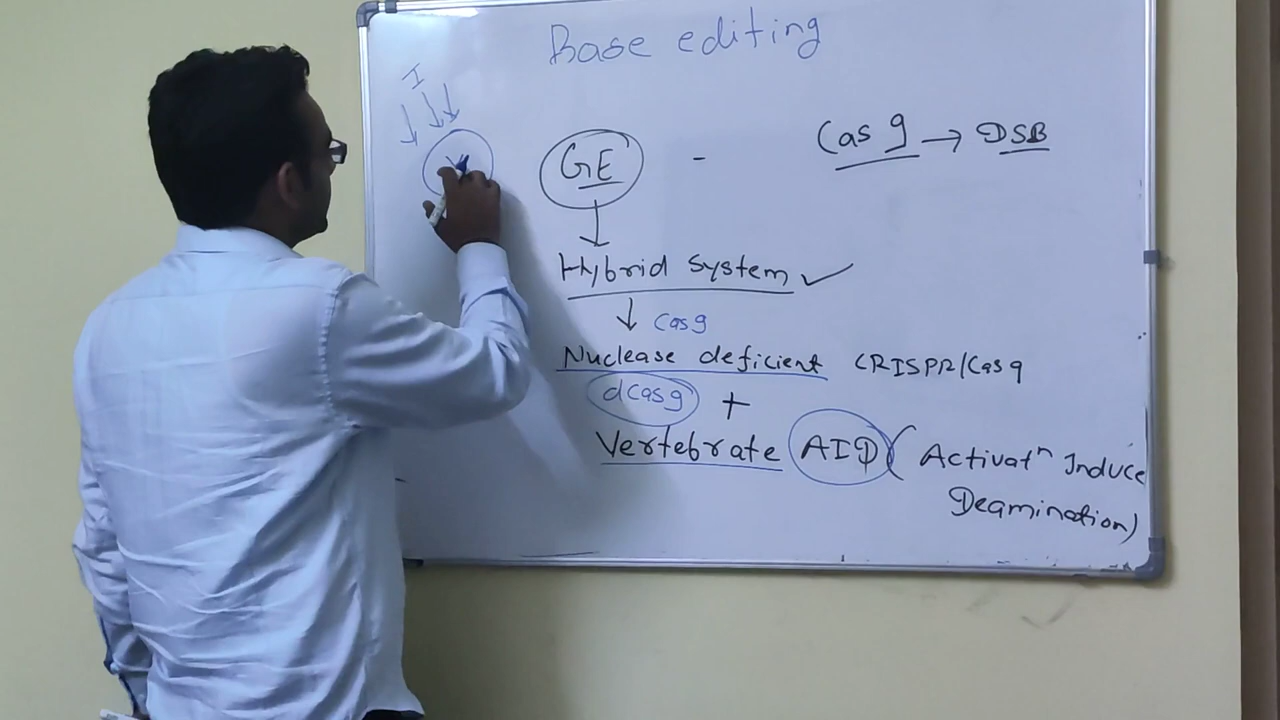 Base editing
I
GE - Cas 9 → DSB
Hybrid System ✓
↓ Cas9
Nuclease deficient CRISPR/Cas9
dCas9 +
Vertebrate AID (Activatⁿ Induce
Deamination)